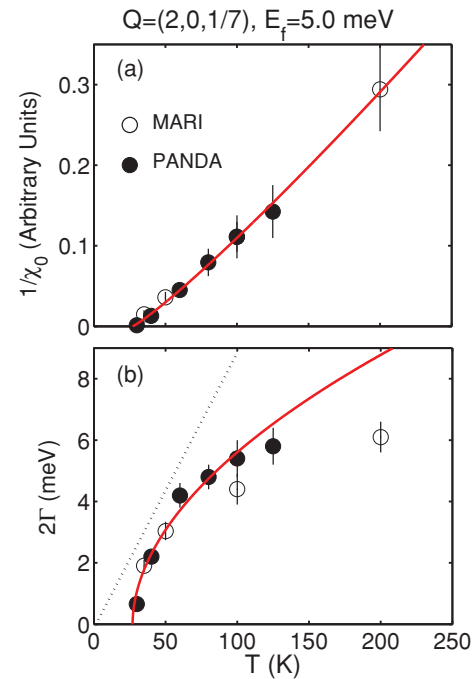 Q=(2,0,1/7), E_f=5.0 meV
(a)
MARI
PANDA
1/χ₀ (Arbitrary Units)
0.3
0.2
0.1
0
(b)
2Γ (meV)
8
6
4
2
0
0 50 100 150 200 250
T (K)